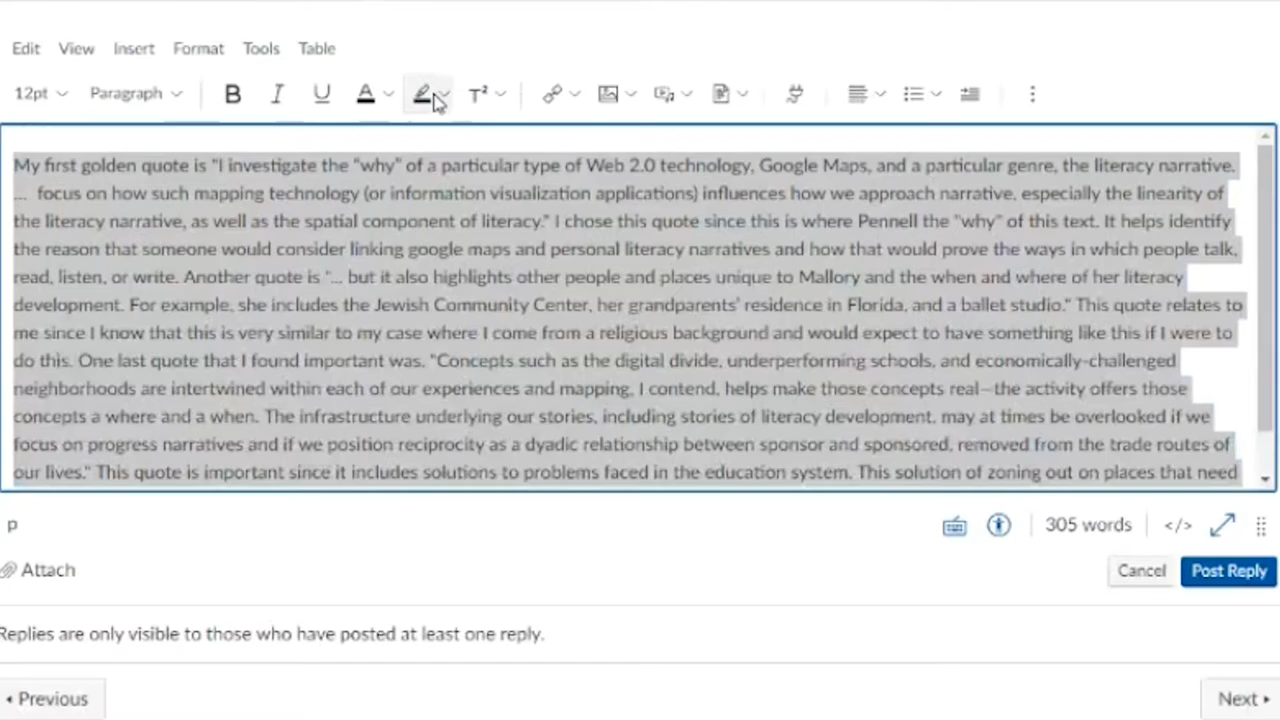 Edit View Insert Format Tools Table
12pt Paragraph B I U A T²
My first golden quote is "I investigate the "why" of a particular type of Web 2.0 technology, Google Maps, and a particular genre, the literacy narrative.
... focus on how such mapping technology (or information visualization applications) influences how we approach narrative, especially the linearity of
the literacy narrative, as well as the spatial component of literacy." I chose this quote since this is where Pennell the "why" of this text. It helps identify
the reason that someone would consider linking google maps and personal literacy narratives and how that would prove the ways in which people talk,
read, listen, or write. Another quote is "... but it also highlights other people and places unique to Mallory and the when and where of her literacy
development. For example, she includes the Jewish Community Center, her grandparents' residence in Florida, and a ballet studio." This quote relates to
me since I know that this is very similar to my case where I come from a religious background and would expect to have something like this if I were to
do this. One last quote that I found important was, "Concepts such as the digital divide, underperforming schools, and economically-challenged
neighborhoods are intertwined within each of our experiences and mapping, I contend, helps make those concepts real—the activity offers those
concepts a where and a when. The infrastructure underlying our stories, including stories of literacy development, may at times be overlooked if we
focus on progress narratives and if we position reciprocity as a dyadic relationship between sponsor and sponsored, removed from the trade routes of
our lives." This quote is important since it includes solutions to problems faced in the education system. This solution of zoning out on places that need
p 305 words </>
Attach Cancel Post Reply
Replies are only visible to those who have posted at least one reply.
Previous Next